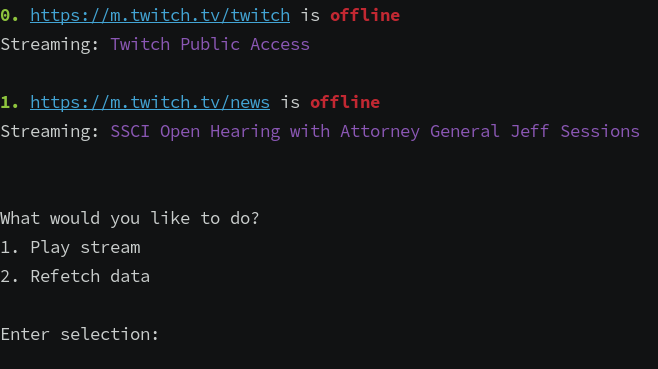 0. https://m.twitch.tv/twitch is offline
Streaming: Twitch Public Access
1. https://m.twitch.tv/news is offline
Streaming: SSCI Open Hearing with Attorney General Jeff Sessions
What would you like to do?
1. Play stream
2. Refetch data
Enter selection: